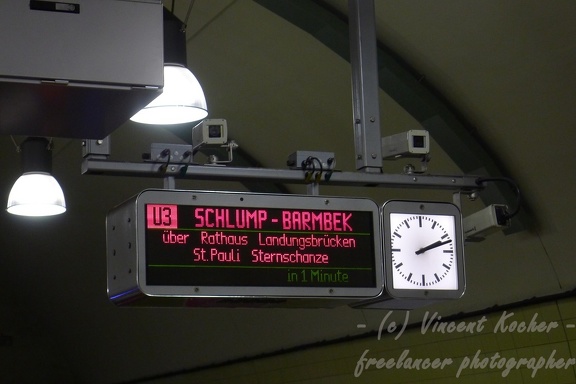 U3 SCHLUMP - BARMBEK
über Rathaus Landungsbrücken
St.Pauli Sternschanze
in 1 Minute
- (c) Vincent Kocher -
freelancer photographer